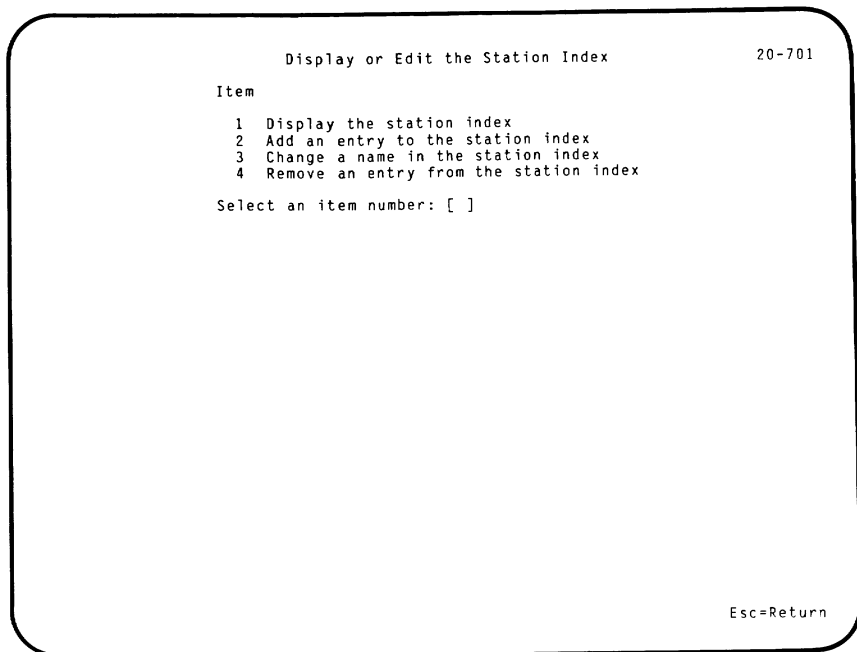 Display or Edit the Station Index 20-701
Item
1 Display the station index
2 Add an entry to the station index
3 Change a name in the station index
4 Remove an entry from the station index
Select an item number: [ ]
Esc=Return